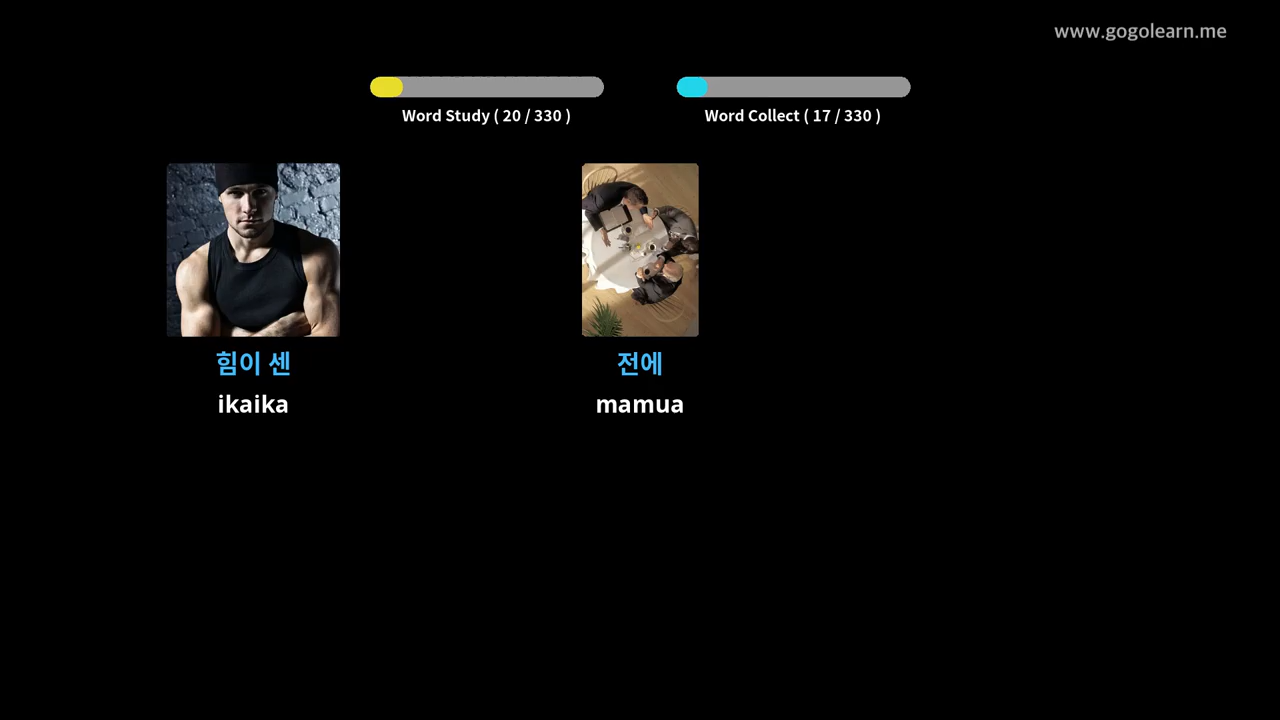 www.gogolearn.me
Word Study ( 20 / 330 )
Word Collect ( 17 / 330 )
힘이 센
ikaika
전에
mamua